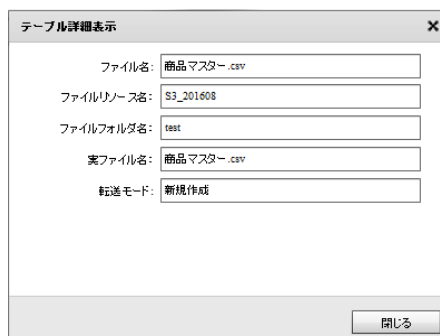 テーブル詳細表示
ファイル名: 商品マスター.csv
ファイルリソース名: S3_201608
ファイルフォルダ名: test
実ファイル名: 商品マスター.csv
転送モード: 新規作成
閉じる